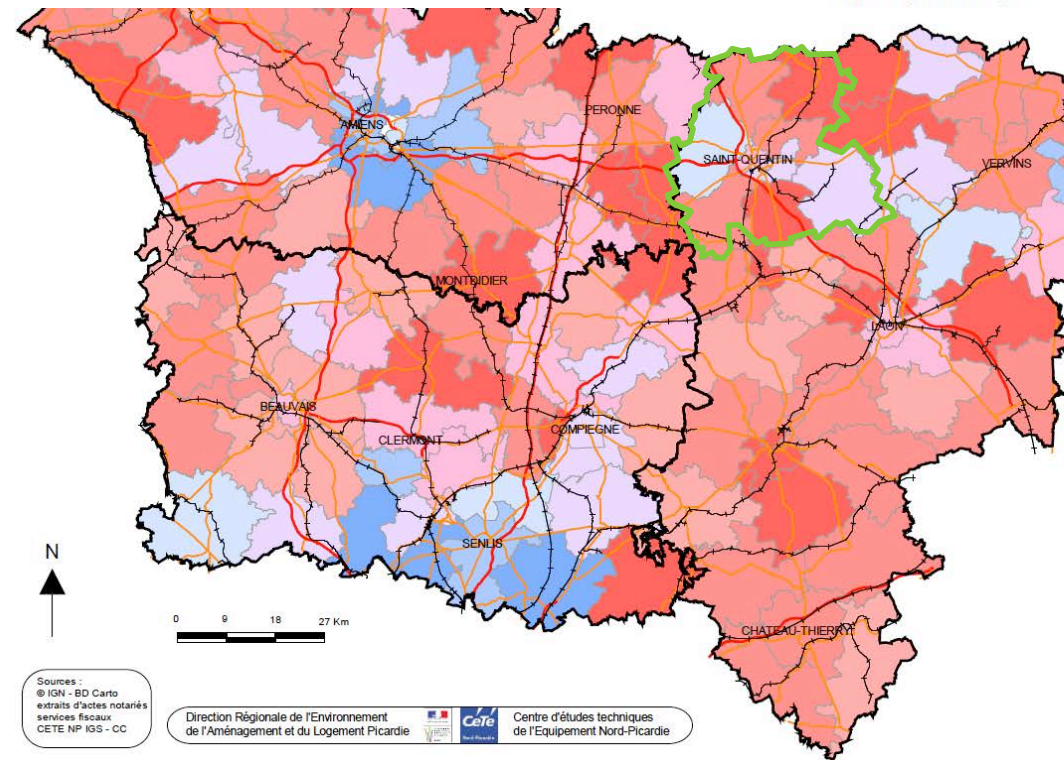 PERONNE
AMIENS
SAINT-QUENTIN
VERVINS
MONTDIDIER
LAON
BEAUVAIS
CLERMONT
COMPIEGNE
SENLIS
CHATEAU-THIERRY
N
0 9 18 27 Km
Sources :
© IGN - BD Carto
extraits d'actes notariés
services fiscaux
CETE NP IGS - CC
Direction Régionale de l'Environnement
de l'Aménagement et du Logement Picardie
CeTe
Nord-Picardie
Centre d'études techniques
de l'Equipement Nord-Picardie